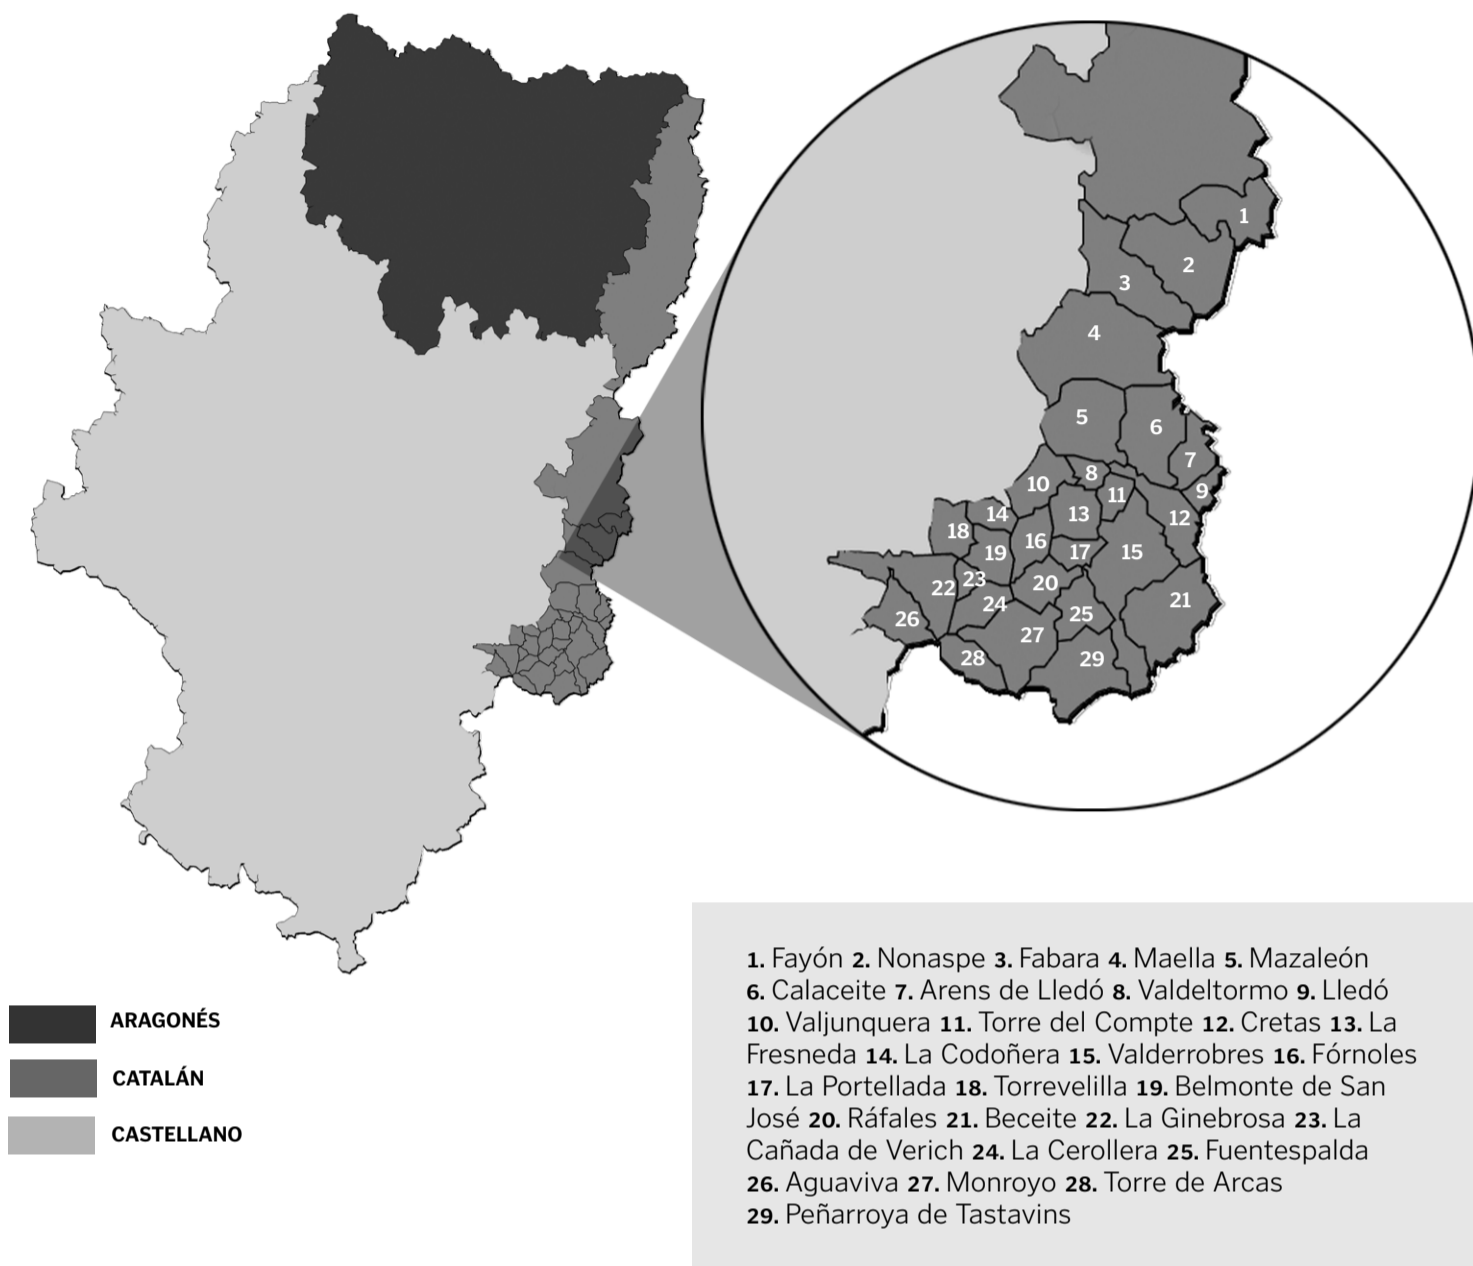 1
2
3
4
5
6
7
8
9
10
11
12
13
14
15
16
17
18
19
20
21
22
23
24
25
26
27
28
29
ARAGONÉS
CATALÁN
CASTELLANO
1. Fayón 2. Nonaspe 3. Fabara 4. Maella 5. Mazaleón
6. Calaceite 7. Arens de Lledó 8. Valdeltormo 9. Lledó
10. Valjunquera 11. Torre del Compte 12. Cretas 13. La
Fresneda 14. La Codoñera 15. Valderrobres 16. Fórnoles
17. La Portellada 18. Torrevelilla 19. Belmonte de San
José 20. Ráfales 21. Beceite 22. La Ginebrosa 23. La
Cañada de Verich 24. La Cerollera 25. Fuentespalda
26. Aguaviva 27. Monroyo 28. Torre de Arcas
29. Peñarroya de Tastavins